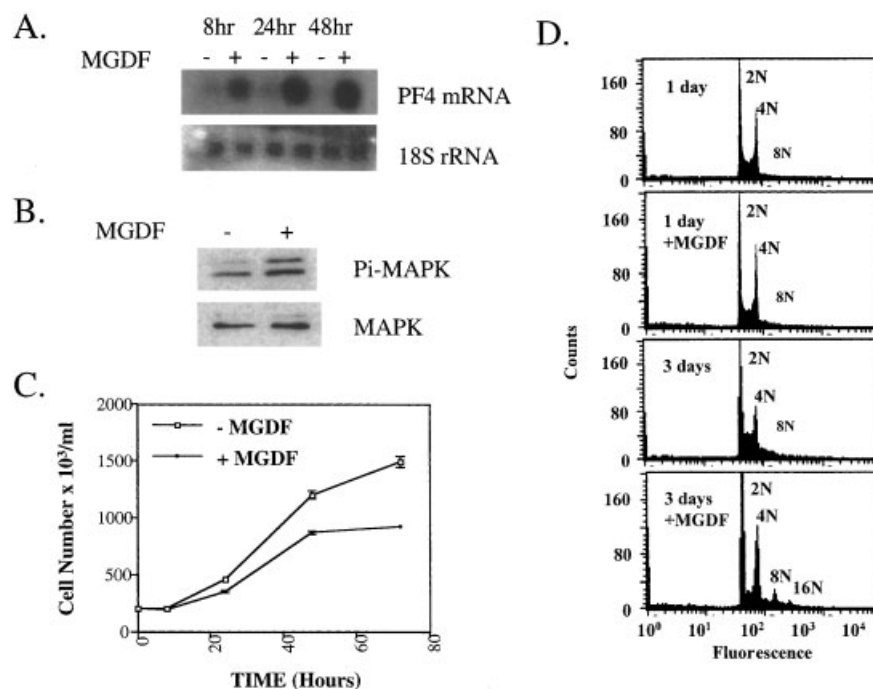 A.
8hr 24hr 48hr
MGDF - + - + - +
PF4 mRNA
18S rRNA
B.
MGDF - +
Pi-MAPK
MAPK
C.
2000
1500
1000
500
0
Cell Number x 10³/ml
- MGDF
+ MGDF
0 20 40 60 80
TIME (Hours)
D.
160
80
0
1 day
2N
4N
8N
160
80
0
1 day
+MGDF
2N
4N
8N
160
80
0
3 days
2N
4N
8N
160
80
0
3 days
+MGDF
2N
4N
8N
16N
Counts
10⁰ 10¹ 10² 10³ 10⁴
Fluorescence